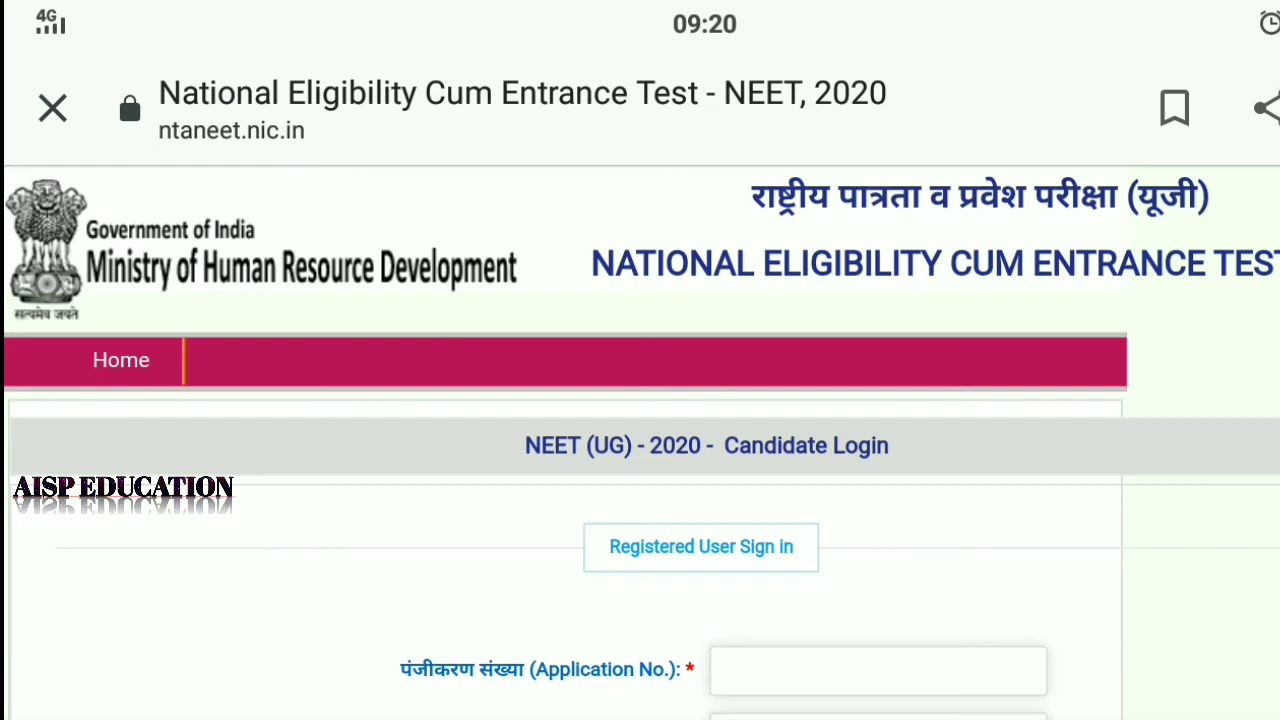 4G
09:20
National Eligibility Cum Entrance Test - NEET, 2020
ntaneet.nic.in
राष्ट्रीय पात्रता व प्रवेश परीक्षा (यूजी)
Government of India
Ministry of Human Resource Development
NATIONAL ELIGIBILITY CUM ENTRANCE TEST
सत्यमेव जयते
Home
NEET (UG) - 2020 - Candidate Login
AISP EDUCATION
Registered User Sign in
पंजीकरण संख्या (Application No.): *